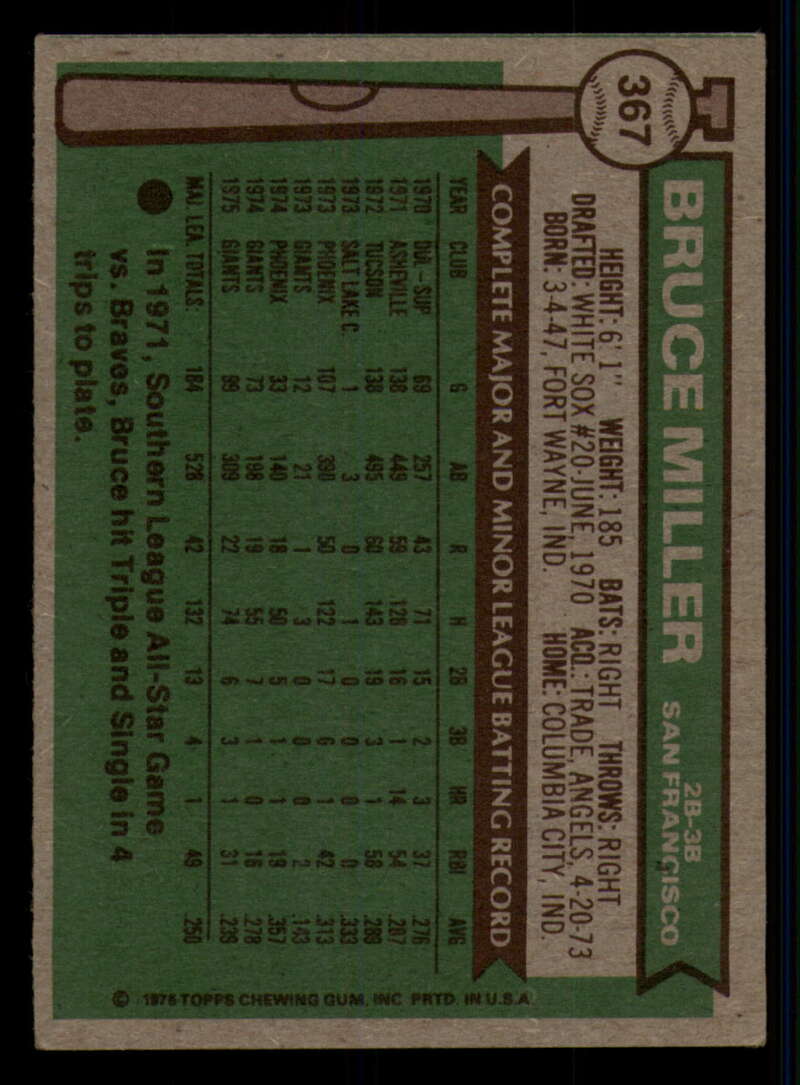 367
BRUCE MILLER 2B-3B SAN FRANCISCO
HEIGHT: 6'1" WEIGHT: 185 BATS: RIGHT THROWS: RIGHT
DRAFTED: WHITE SOX #20-JUNE, 1970 ACQ.: TRADE, ANGELS, 4-20-73
BORN: 3-4-47, FORT WAYNE, IND. HOME: COLUMBIA CITY, IND.
COMPLETE MAJOR AND MINOR LEAGUE BATTING RECORD
YEAR CLUB G AB R H 2B 3B HR RBI AVG
1970 DUL-SUP 69 257 43 71 15 2 3 37 .276
1971 ASHEVILLE 138 449 59 128 16 1 14 54 .287
1972 TUCSON 138 495 60 143 19 3 1 58 .289
1973 SALT LAKE C. 1 3 0 1 0 0 0 0 .333
1973 PHOENIX 107 390 50 122 17 6 1 42 .313
1973 GIANTS 12 21 1 3 0 0 0 2 .143
1974 PHOENIX 33 140 18 50 5 1 1 18 .357
1974 GIANTS 73 198 19 55 7 1 0 16 .278
1975 GIANTS 99 309 22 74 6 3 1 31 .239
MAJ. LEA. TOTALS: 184 528 42 132 13 4 1 49 .250
In 1971, Southern League All-Star Game
vs. Braves, Bruce hit Triple and Single in 4
trips to plate.
© 1976 TOPPS CHEWING GUM, INC. PRTD. IN U.S.A.